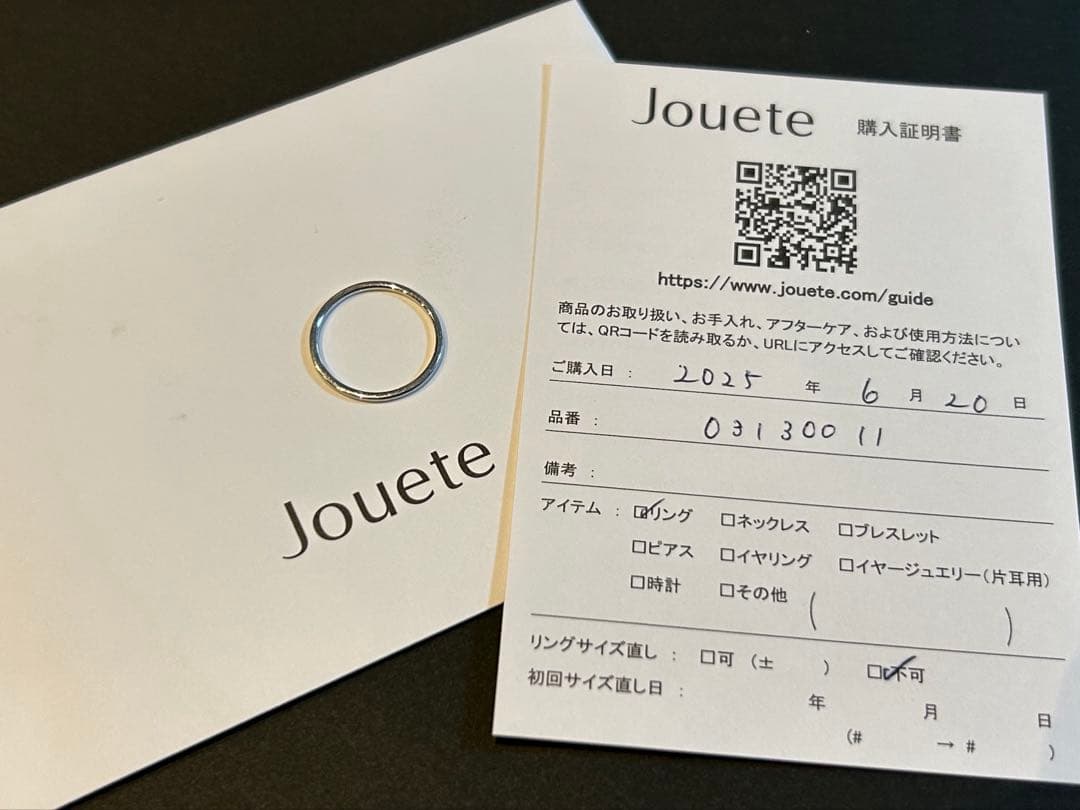 Jouete
Jouete 購入証明書
https://www.jouete.com/guide
商品のお取り扱い、お手入れ、アフターケア、および使用方法につい
ては、QRコードを読み取るか、URLにアクセスしてご確認ください。
ご購入日 : 2025 年 6 月 20 日
品番 : 03130011
備考 :
アイテム : ☑リング □ネックレス □ブレスレット
□ピアス □イヤリング □イヤージュエリー(片耳用)
□時計 □その他 ( )
リングサイズ直し : □可 (± ) ☑不可
初回サイズ直し日 : 年 月 日
(# → # )